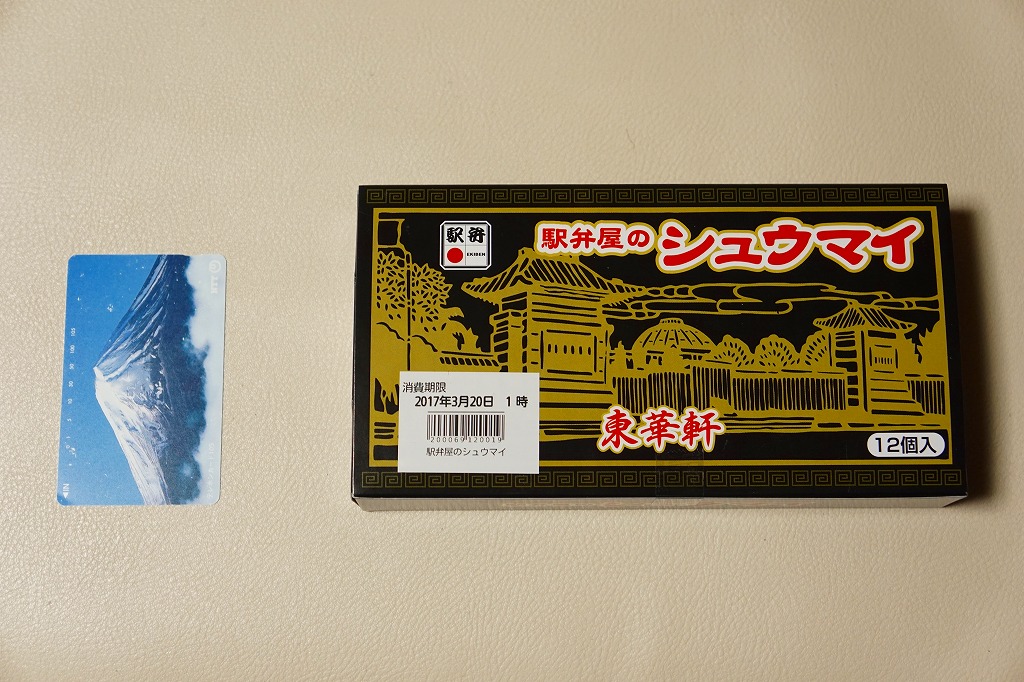 駅弁
EKIBEN
駅弁屋の シュウマイ
消費期限
2017年3月20日 1時
200069120019
駅弁屋のシュウマイ
東華軒
12個入